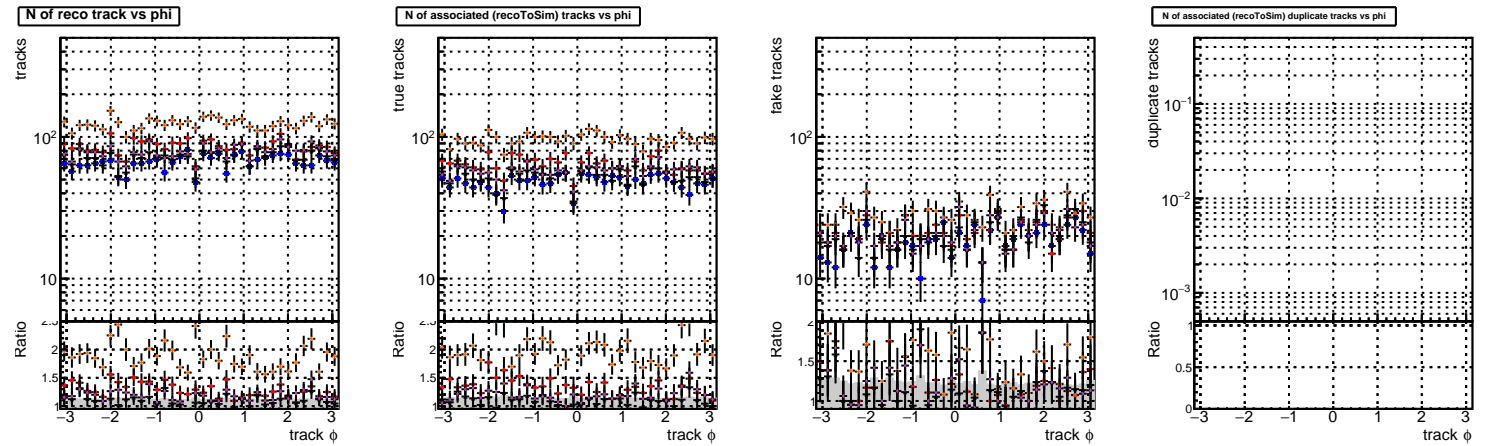 N of reco track vs phi
tracks
10²
10
Ratio
2.5
2
1.5
1
−3 −2 −1 0 1 2 3
track ϕ
N of associated (recoToSim) tracks vs phi
true tracks
10²
10
Ratio
2
1.5
1
−3 −2 −1 0 1 2 3
track ϕ
fake tracks
10²
10
Ratio
2
1.5
1
−3 −2 −1 0 1 2 3
track ϕ
N of associated (recoToSim) duplicate tracks vs phi
duplicate tracks
10⁻¹
10⁻²
10⁻³
Ratio
1
0.5
0
−3 −2 −1 0 1 2 3
track ϕ